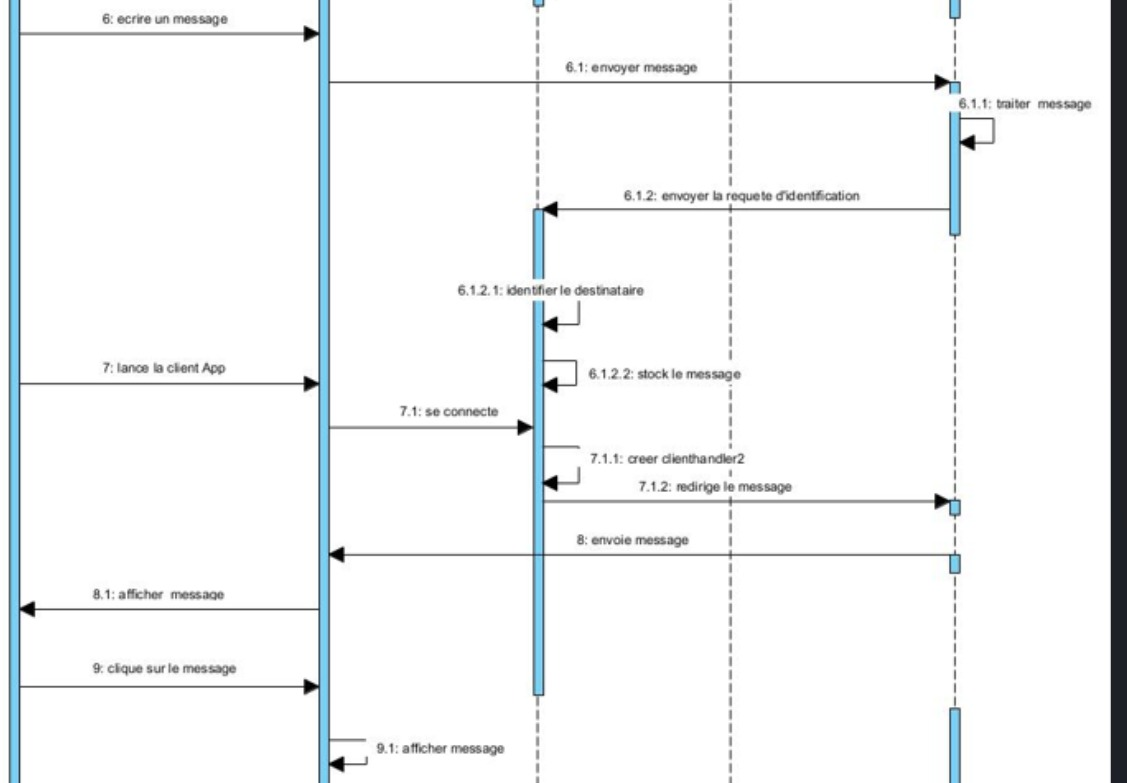 6: ecrire un message
6.1: envoyer message
6.1.1: traiter message
6.1.2: envoyer la requete d'identification
6.1.2.1: identifier le destinataire
7: lance la client App
6.1.2.2: stock le message
7.1: se connecte
7.1.1: creer clienthandler2
7.1.2: redirige le message
8: envoie message
8.1: afficher message
9: clique sur le message
9.1: afficher message